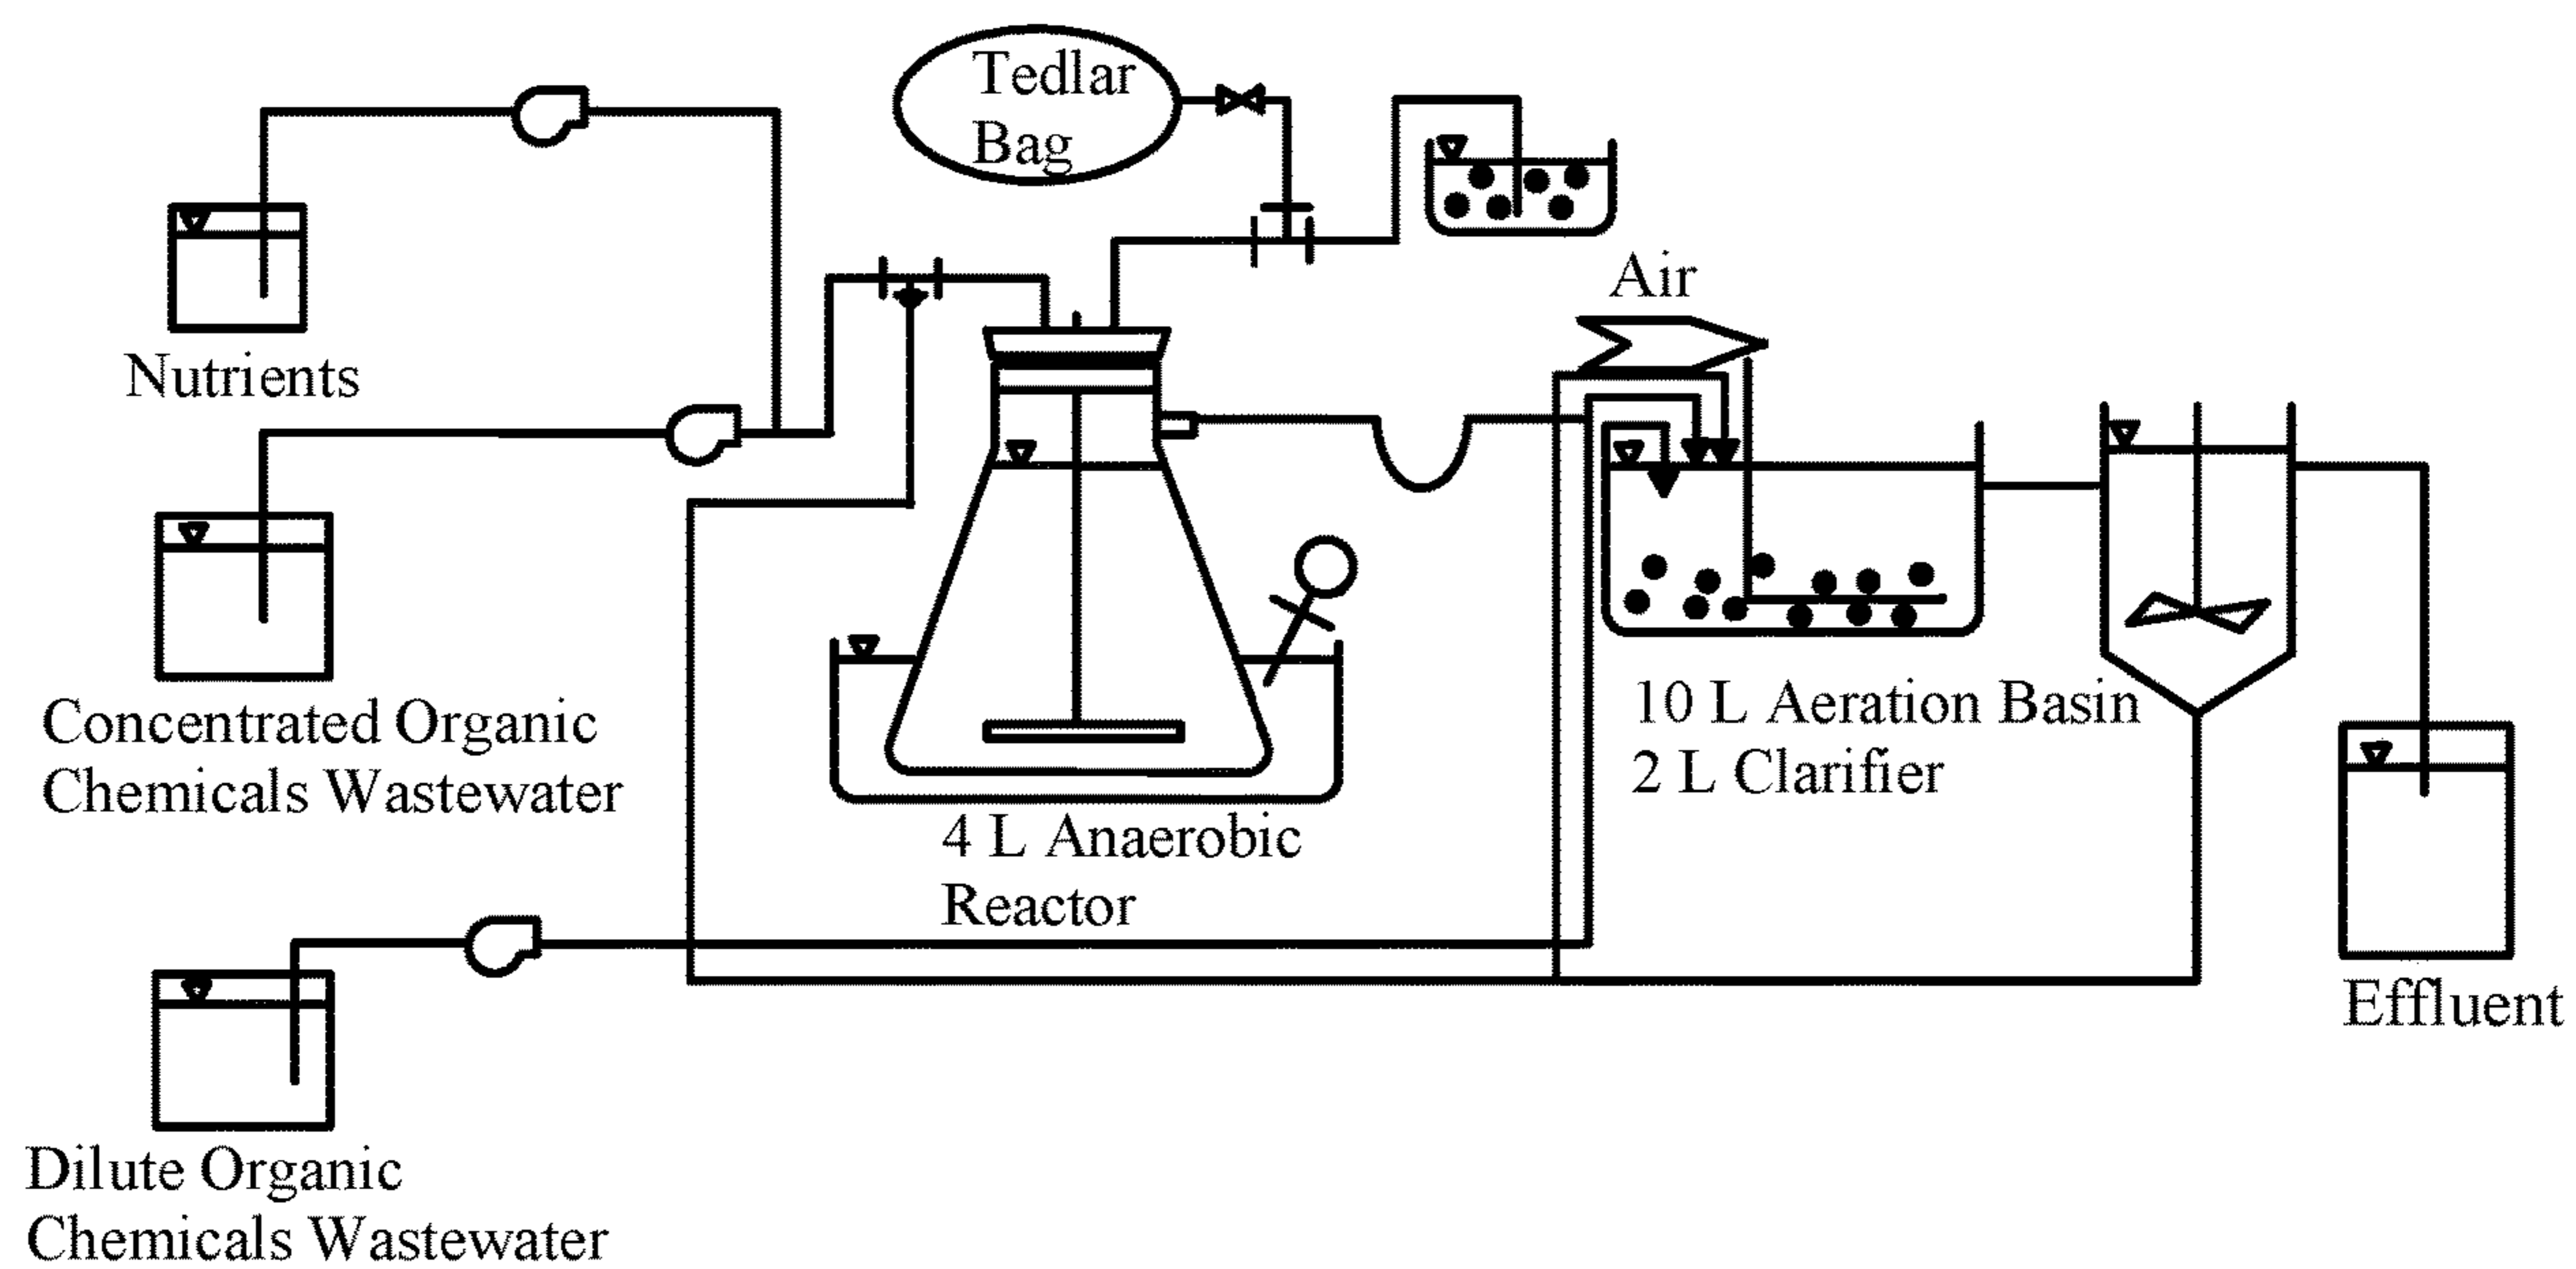 Tedlar
Bag
Air
Nutrients
Concentrated Organic
Chemicals Wastewater
10 L Aeration Basin
2 L Clarifier
4 L Anaerobic
Reactor
Effluent
Dilute Organic
Chemicals Wastewater